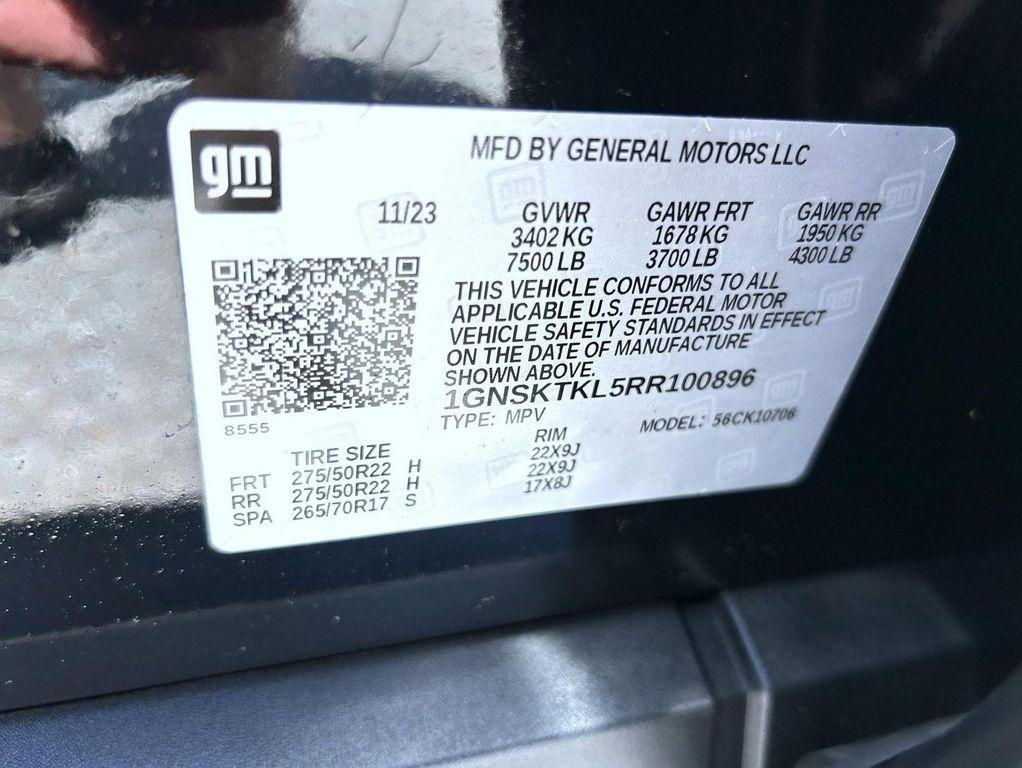 gm
MFD BY GENERAL MOTORS LLC
11/23 GVWR GAWR FRT GAWR RR
3402 KG 1678 KG 1950 KG
7500 LB 3700 LB 4300 LB
THIS VEHICLE CONFORMS TO ALL
APPLICABLE U.S. FEDERAL MOTOR
VEHICLE SAFETY STANDARDS IN EFFECT
ON THE DATE OF MANUFACTURE
SHOWN ABOVE.
1GNSKTKL5RR100896
TYPE: MPV MODEL: 56CK10706
8555
TIRE SIZE RIM
FRT 275/50R22 H 22X9J
RR 275/50R22 H 22X9J
SPA 265/70R17 S 17X8J